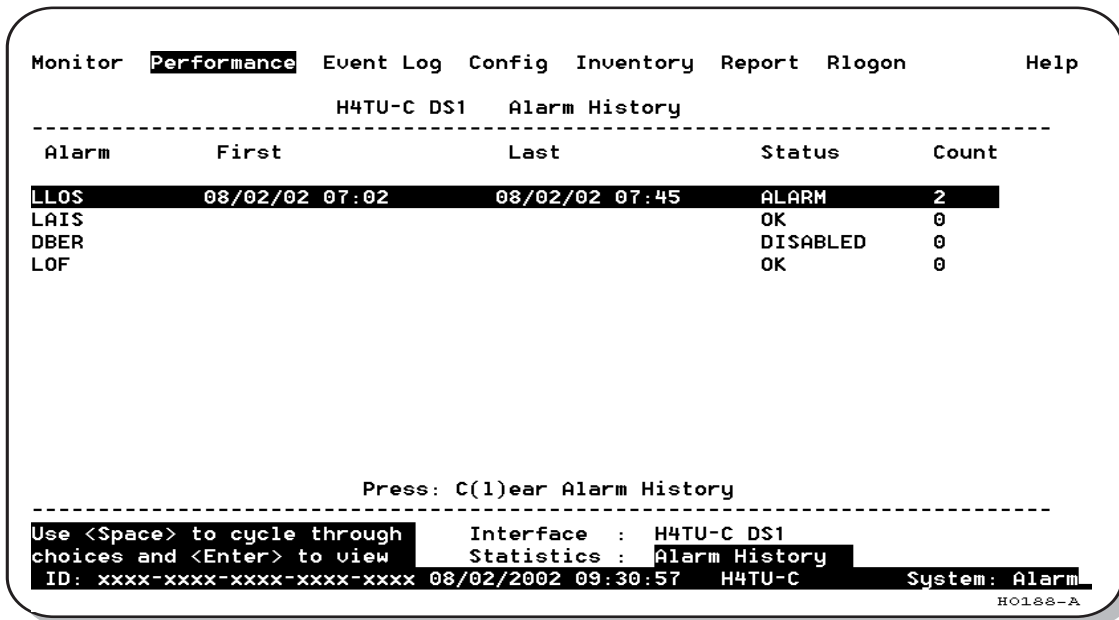 Monitor Performance Event Log Config Inventory Report Rlogon Help
H4TU-C DS1 Alarm History
--------------------------------------------------------------------------------
Alarm First Last Status Count
LLOS 08/02/02 07:02 08/02/02 07:45 ALARM 2
LAIS OK 0
DBER DISABLED 0
LOF OK 0
Press: C(l)ear Alarm History
--------------------------------------------------------------------------------
Use <Space> to cycle through Interface : H4TU-C DS1
choices and <Enter> to view Statistics : Alarm History
ID: xxxx-xxxx-xxxx-xxxx-xxxx 08/02/2002 09:30:57 H4TU-C System: Alarm
H0188-A